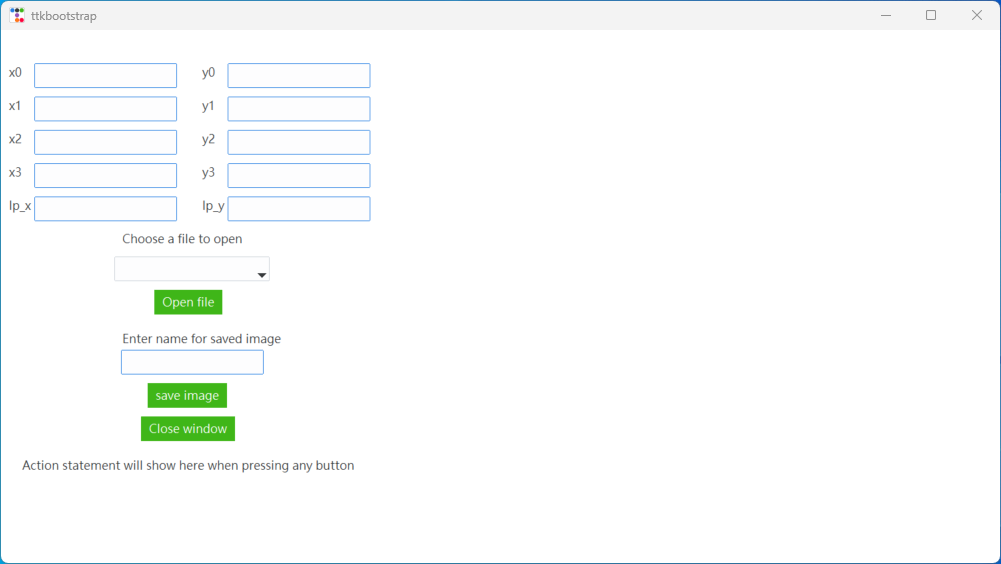 ttkbootstrap
x0 y0
x1 y1
x2 y2
x3 y3
lp_x lp_y
Choose a file to open
Open file
Enter name for saved image
save image
Close window
Action statement will show here when pressing any button